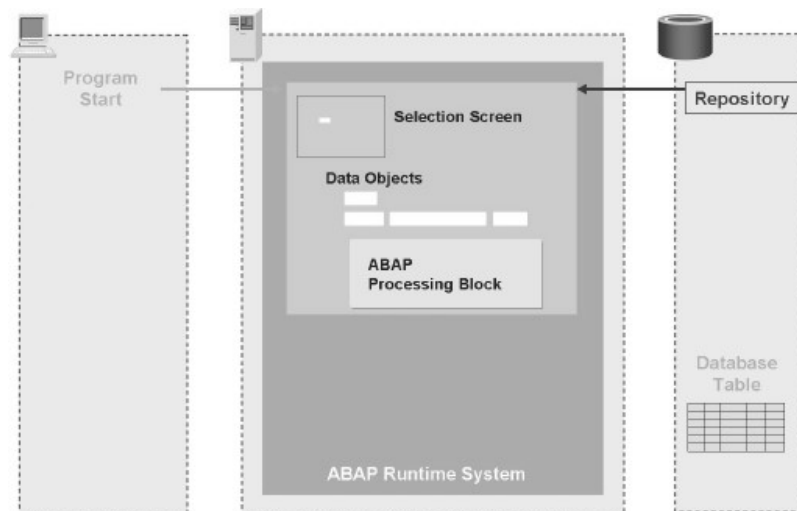 Program
Start
Selection Screen
Repository
Data Objects
ABAP
Processing Block
Database
Table
ABAP Runtime System